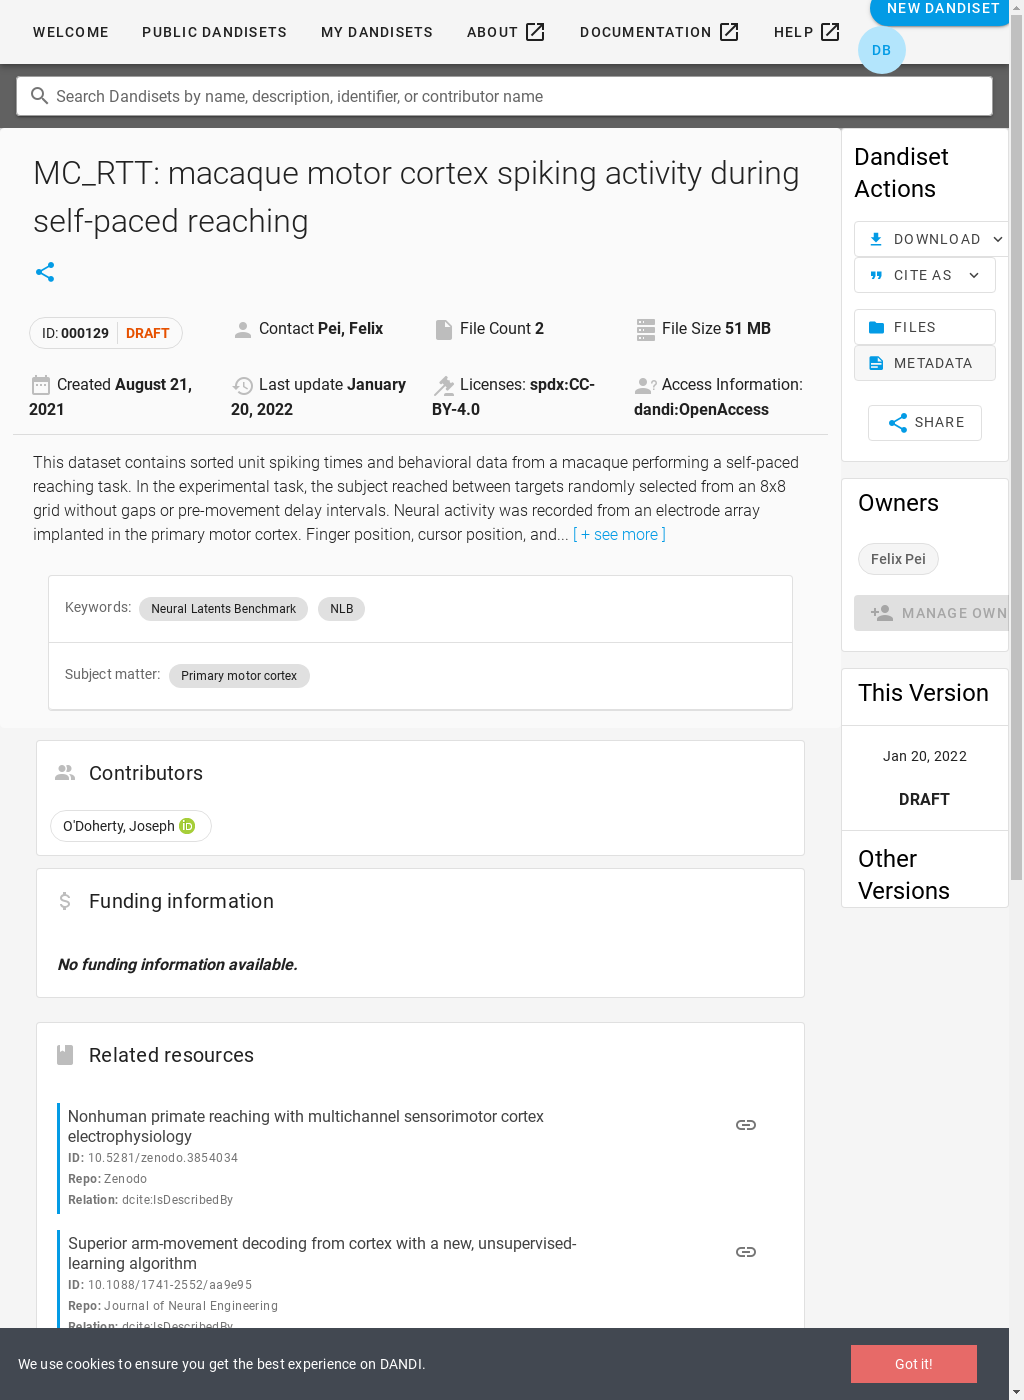 WELCOME PUBLIC DANDISETS MY DANDISETS ABOUT DOCUMENTATION HELP NEW DANDISET
DB
Search Dandisets by name, description, identifier, or contributor name
MC_RTT: macaque motor cortex spiking activity during
self-paced reaching
ID: 000129 DRAFT
Contact Pei, Felix
File Count 2
File Size 51 MB
Created August 21,
2021
Last update January
20, 2022
Licenses: spdx:CC-
BY-4.0
Access Information:
dandi:OpenAccess
This dataset contains sorted unit spiking times and behavioral data from a macaque performing a self-paced
reaching task. In the experimental task, the subject reached between targets randomly selected from an 8x8
grid without gaps or pre-movement delay intervals. Neural activity was recorded from an electrode array
implanted in the primary motor cortex. Finger position, cursor position, and... [ + see more ]
Keywords: Neural Latents Benchmark NLB
Subject matter: Primary motor cortex
Contributors
O'Doherty, Joseph iD
Funding information
No funding information available.
Related resources
Nonhuman primate reaching with multichannel sensorimotor cortex
electrophysiology
ID: 10.5281/zenodo.3854034
Repo: Zenodo
Relation: dcite:IsDescribedBy
Superior arm-movement decoding from cortex with a new, unsupervised-
learning algorithm
ID: 10.1088/1741-2552/aa9e95
Repo: Journal of Neural Engineering
Relation: dcite:IsDescribedBy
Dandiset
Actions
DOWNLOAD
CITE AS
FILES
METADATA
SHARE
Owners
Felix Pei
MANAGE OWN
This Version
Jan 20, 2022
DRAFT
Other
Versions
We use cookies to ensure you get the best experience on DANDI.
Got it!